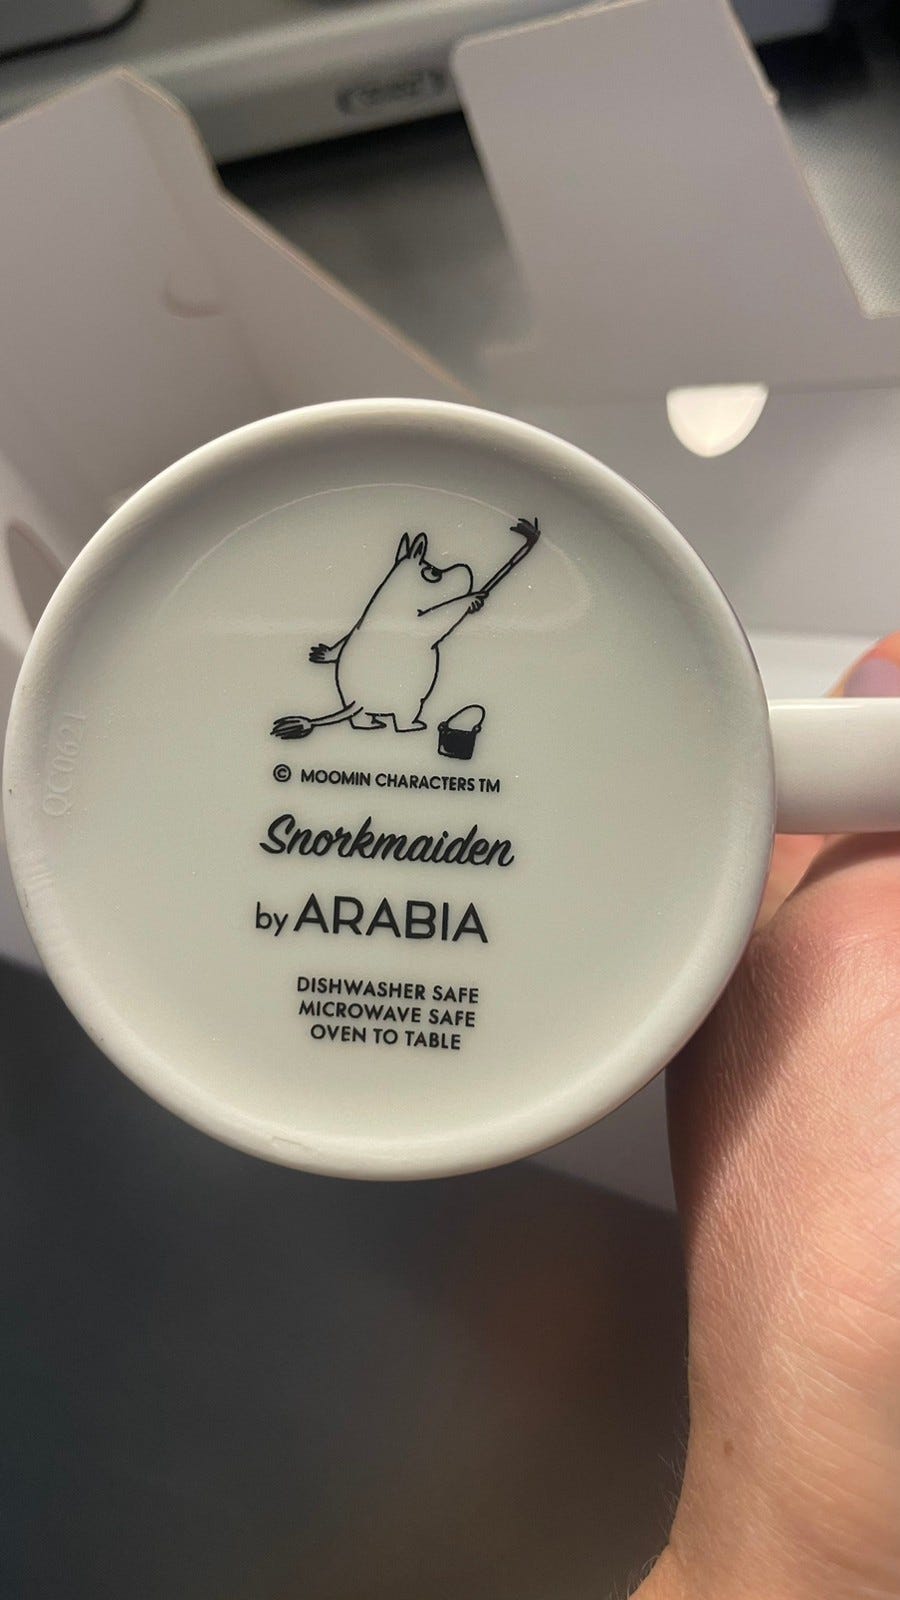 © MOOMIN CHARACTERS TM
Snorkmaiden
by ARABIA
DISHWASHER SAFE
MICROWAVE SAFE
OVEN TO TABLE